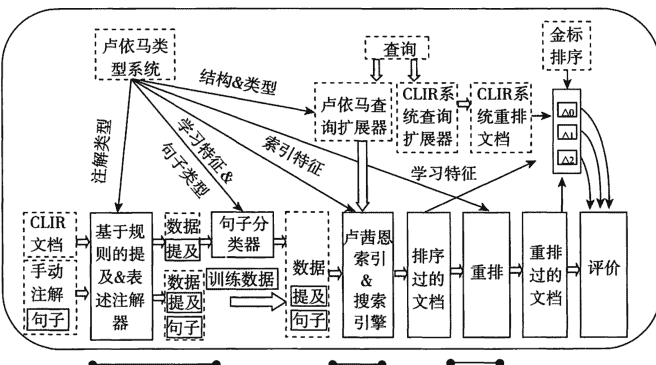 卢依马类
型系统
查询
金标
排序
结构&类型
卢依马查
询扩展器
CLIR系
统查询
扩展器
CLIR系
统重排
文档
Δ0
Δ1
Δ2
注解类型
学习特征&
句子类型
索引特征
学习特征
CLIR
文档
手动
注解
句子
基于规
则的提
及&表
述注解
器
数据
提及
数据
提及
句子
句子分
类器
训练数据
数据
提及
句子
卢茜恩
索引
&
搜索
引擎
排序
过的
文档
重排
重排
过的
文档
评价